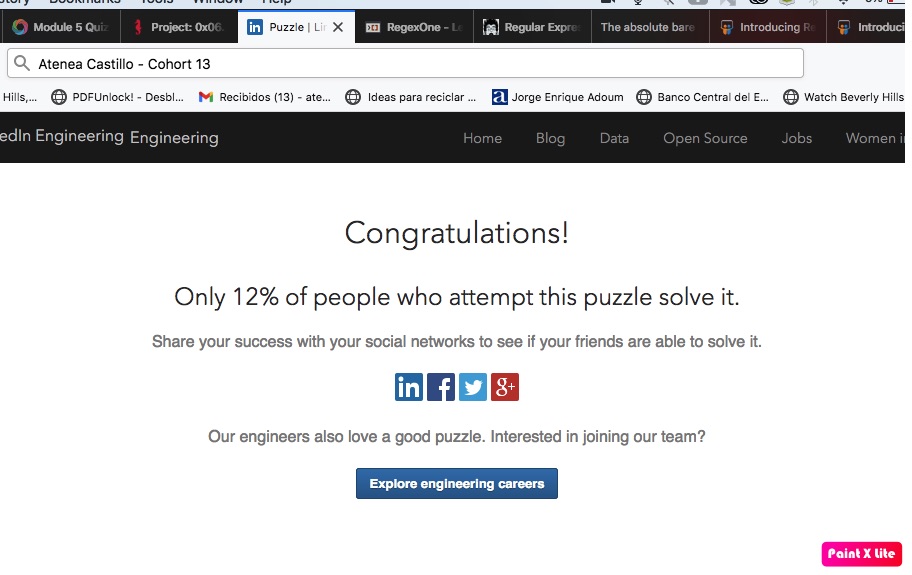 story Bookmarks Tools Window Help
Module 5 Quiz Project: 0x06. Puzzle | Lin RegexOne - Le Regular Expre The absolute bare Introducing Re Introduci
Atenea Castillo - Cohort 13
Hills,... PDFUnlock! - Desbl... Recibidos (13) - ate... Ideas para reciclar ... a Jorge Enrique Adoum Banco Central del E... Watch Beverly Hills
edIn Engineering Engineering Home Blog Data Open Source Jobs Women in
Congratulations!
Only 12% of people who attempt this puzzle solve it.
Share your success with your social networks to see if your friends are able to solve it.
in f g+
Our engineers also love a good puzzle. Interested in joining our team?
Explore engineering careers
Paint X Lite